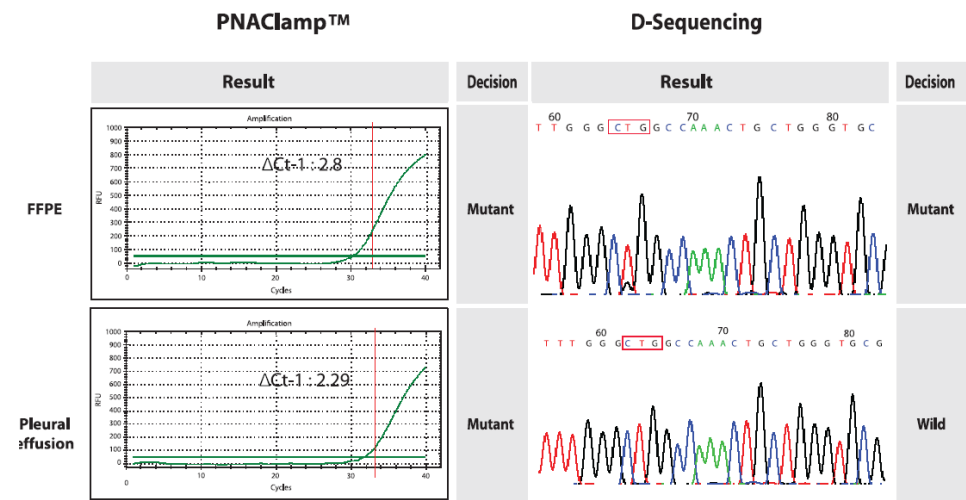 PNAClamp™ D-Sequencing
Result Decision Result Decision
FFPE
Amplification
ΔCt-1 : 2.8
RFU
1000
900
800
700
600
500
400
300
200
100
0
0 10 20 30 40
Cycles
Mutant
60 70 80
T T G G G C T G G C C A A A C T G C T G G G T G C
Mutant
Pleural
effusion
Amplification
ΔCt-1 : 2.29
RFU
1000
900
800
700
600
500
400
300
200
100
0
0 10 20 30 40
Cycles
Mutant
60 70 80
T T T G G G C T G G C C A A A C T G C T G G G T G C G
Wild